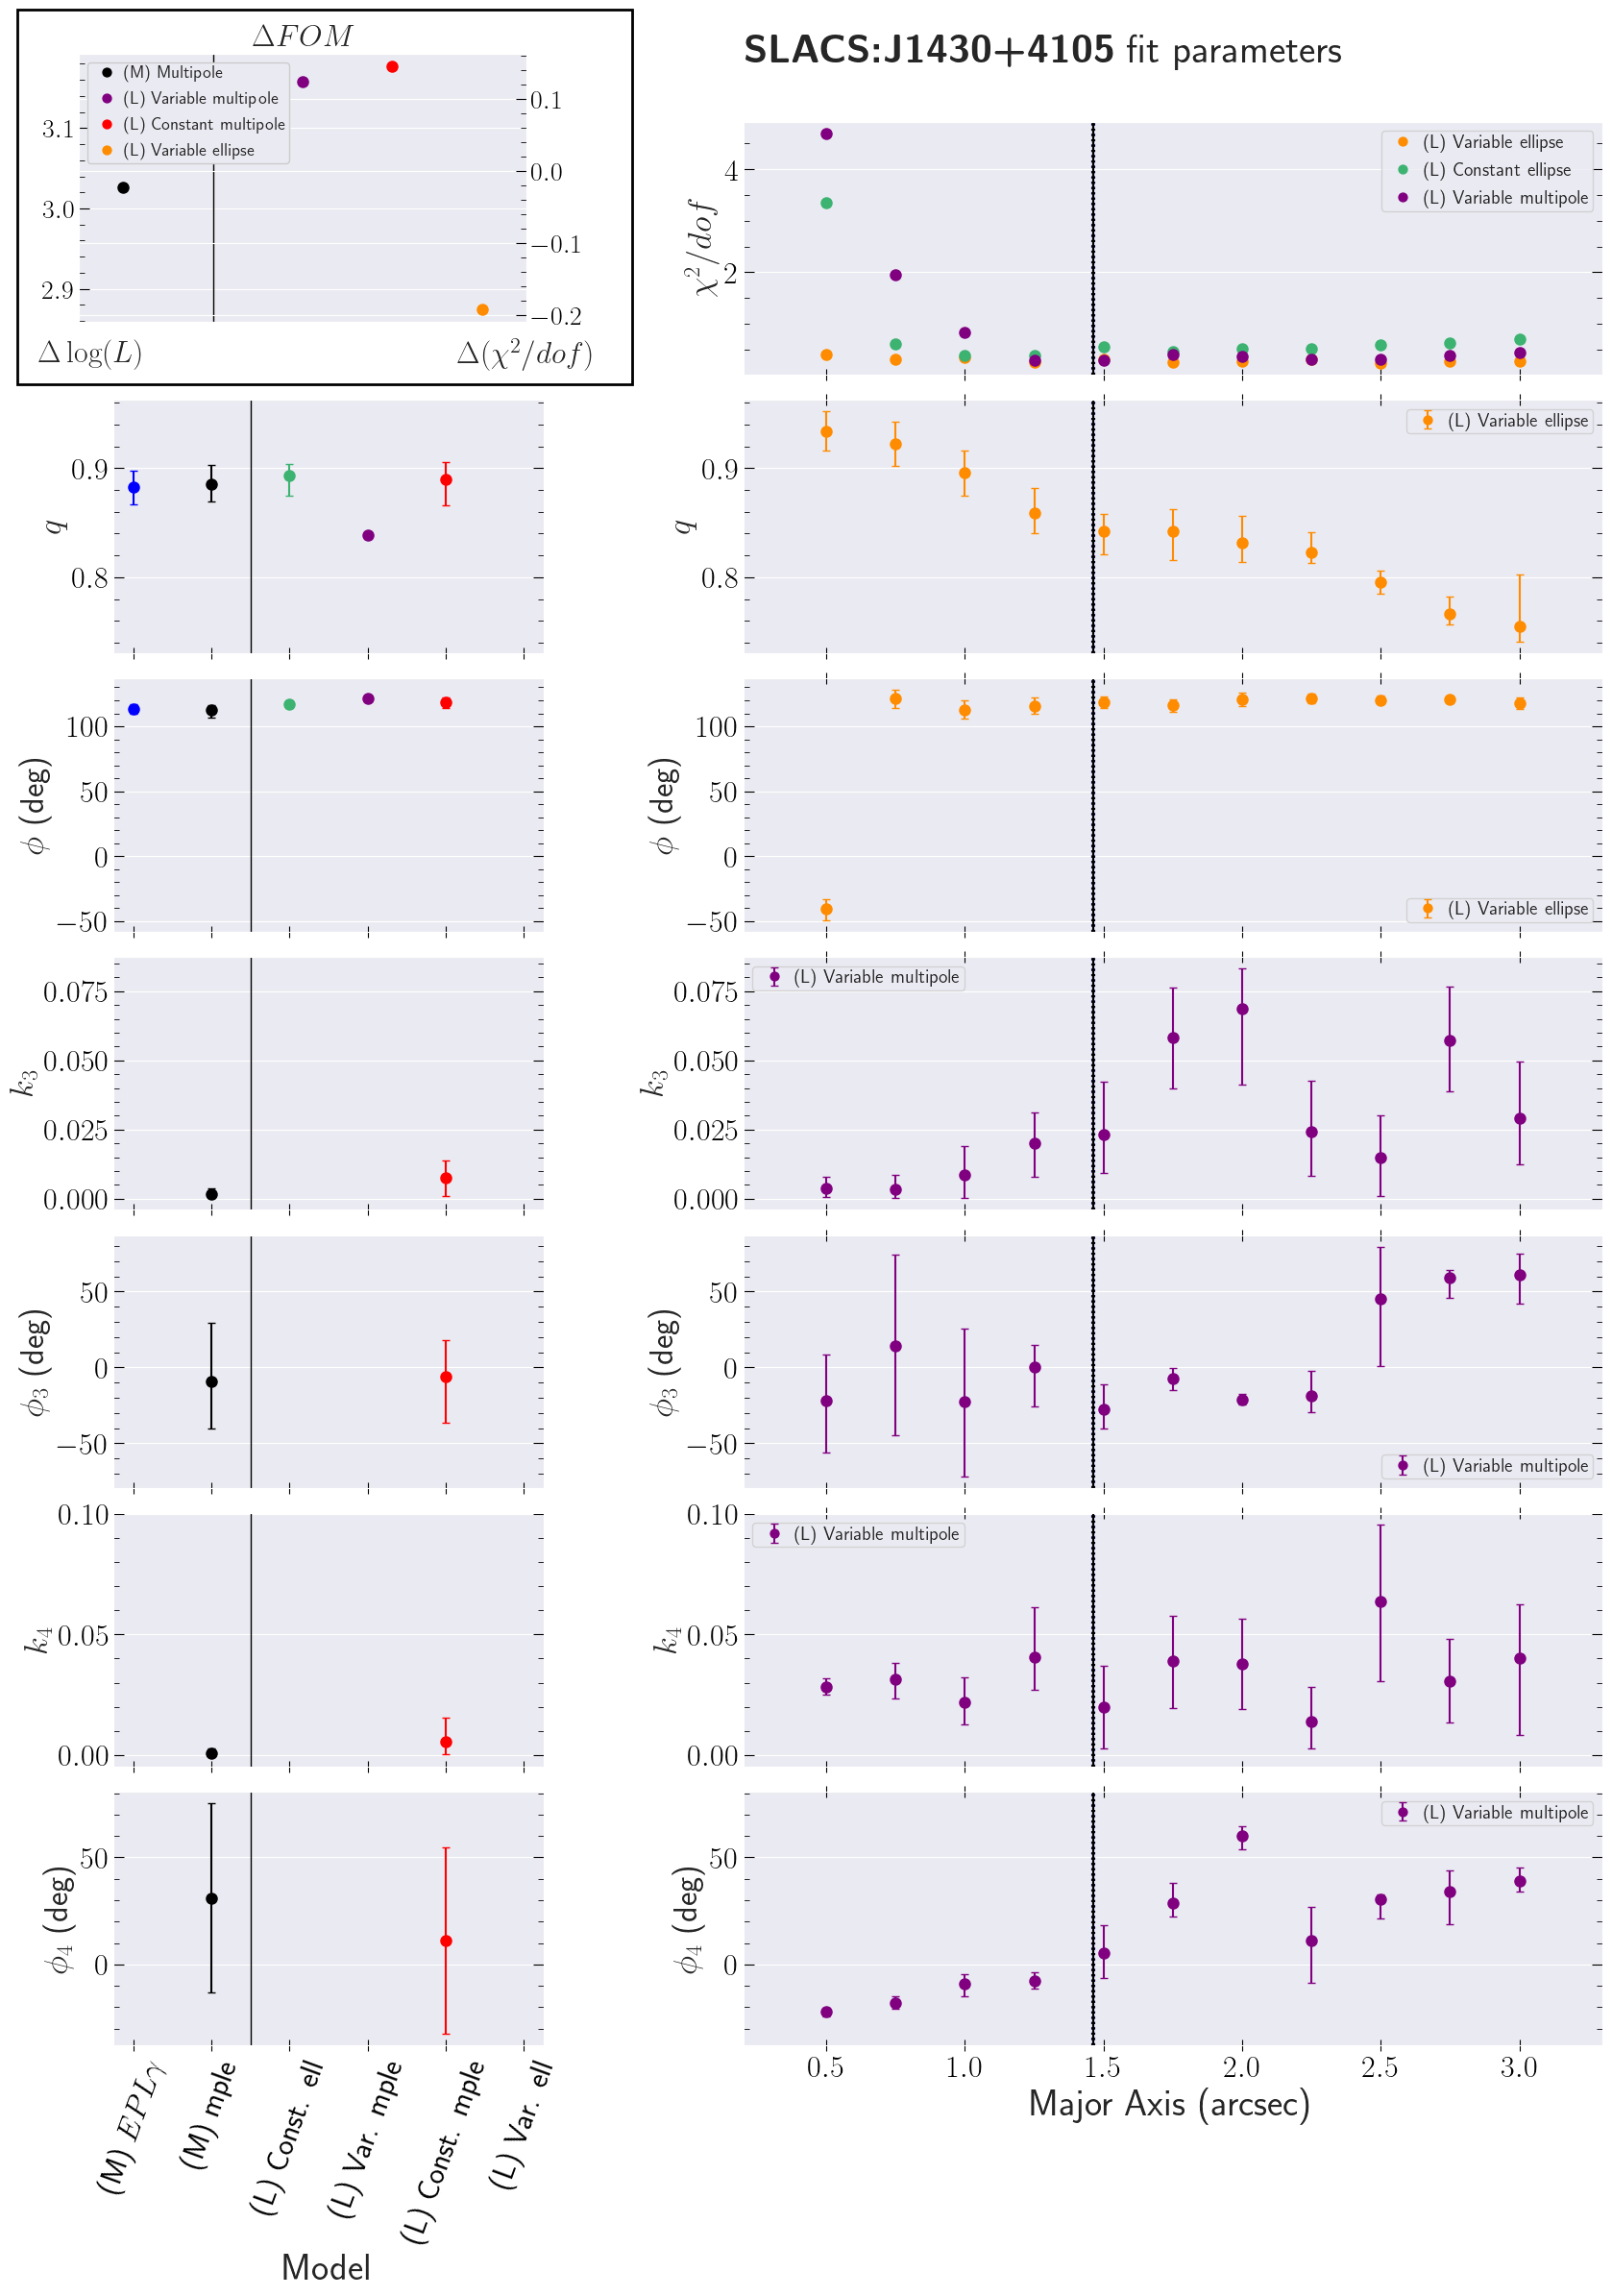 ΔFOM
(M) Multipole
(L) Variable multipole
(L) Constant multipole
(L) Variable ellipse
3.1
3.0
2.9
0.1
0.0
−0.1
−0.2
Δ log(L)
Δ(χ²/dof)
SLACS:J1430+4105 fit parameters
χ²/dof
4
2
(L) Variable ellipse
(L) Constant ellipse
(L) Variable multipole
q
0.9
0.8
q
0.9
0.8
(L) Variable ellipse
ϕ (deg)
100
50
0
−50
ϕ (deg)
100
50
0
−50
(L) Variable ellipse
k₃
0.075
0.050
0.025
0.000
k₃
0.075
0.050
0.025
0.000
(L) Variable multipole
ϕ₃ (deg)
50
0
−50
ϕ₃ (deg)
50
0
−50
(L) Variable multipole
k₄
0.10
0.05
0.00
k₄
0.10
0.05
0.00
(L) Variable multipole
ϕ₄ (deg)
50
0
ϕ₄ (deg)
50
0
(L) Variable multipole
(M) EPLγ
(M) mple
(L) Const. ell
(L) Var. mple
(L) Const. mple
(L) Var. ell
Model
0.5 1.0 1.5 2.0 2.5 3.0
Major Axis (arcsec)